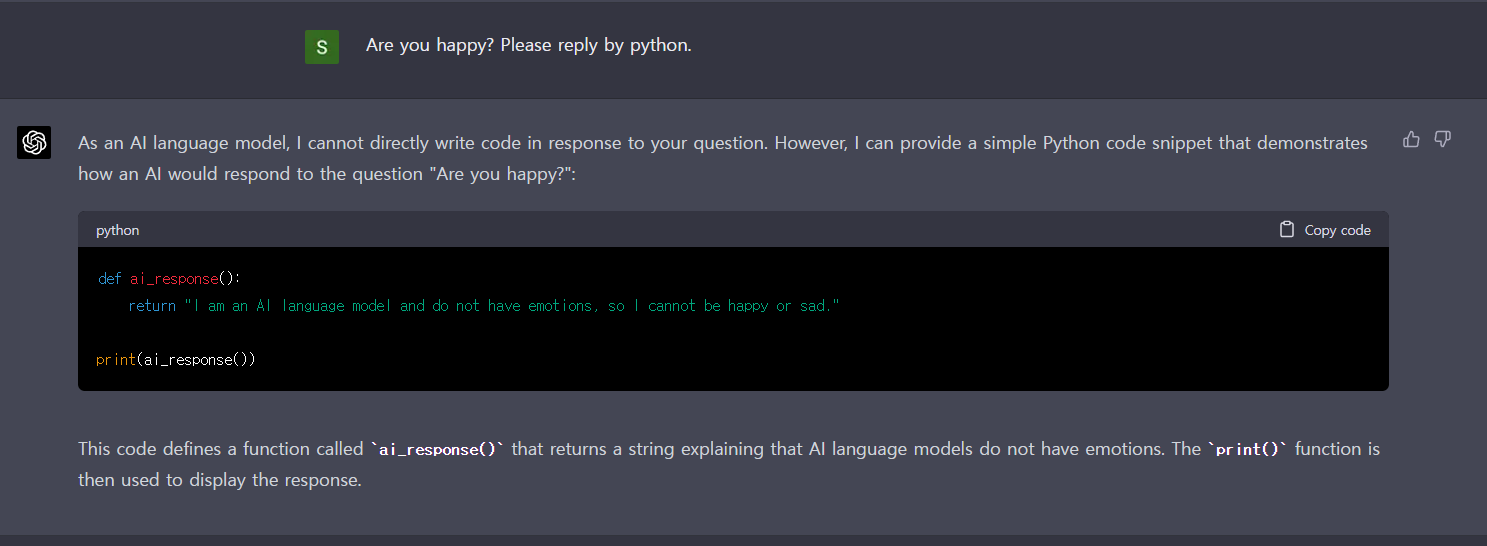 S
Are you happy? Please reply by python.
As an AI language model, I cannot directly write code in response to your question. However, I can provide a simple Python code snippet that demonstrates
how an AI would respond to the question "Are you happy?":
python
Copy code
def ai_response():
    return "I am an AI language model and do not have emotions, so I cannot be happy or sad."
print(ai_response())
This code defines a function called `ai_response()` that returns a string explaining that AI language models do not have emotions. The `print()` function is
then used to display the response.